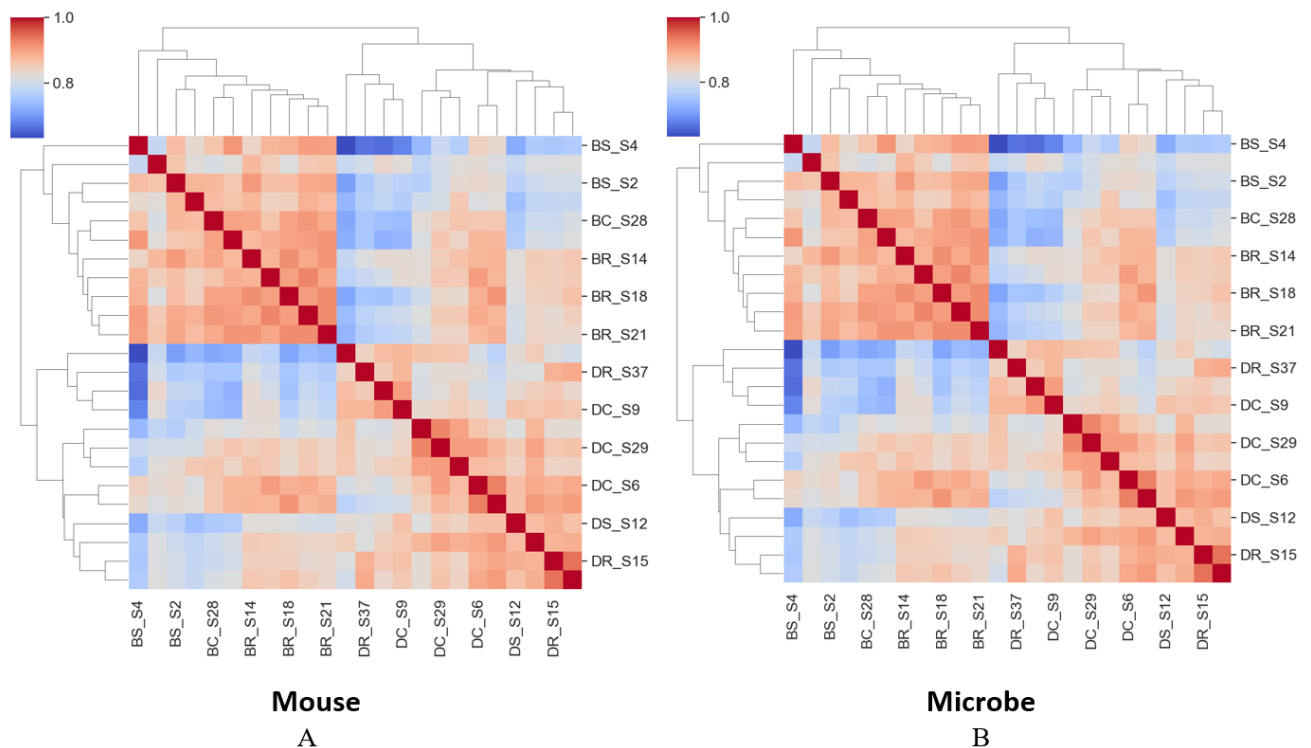 1.0
0.8
BS_S4
BS_S2
BC_S28
BR_S14
BR_S18
BR_S21
DR_S37
DC_S9
DC_S29
DC_S6
DS_S12
DR_S15
BS_S4
BS_S2
BC_S28
BR_S14
BR_S18
BR_S21
DR_S37
DC_S9
DC_S29
DC_S6
DS_S12
DR_S15
Mouse
A
1.0
0.8
BS_S4
BS_S2
BC_S28
BR_S14
BR_S18
BR_S21
DR_S37
DC_S9
DC_S29
DC_S6
DS_S12
DR_S15
BS_S4
BS_S2
BC_S28
BR_S14
BR_S18
BR_S21
DR_S37
DC_S9
DC_S29
DC_S6
DS_S12
DR_S15
Microbe
B